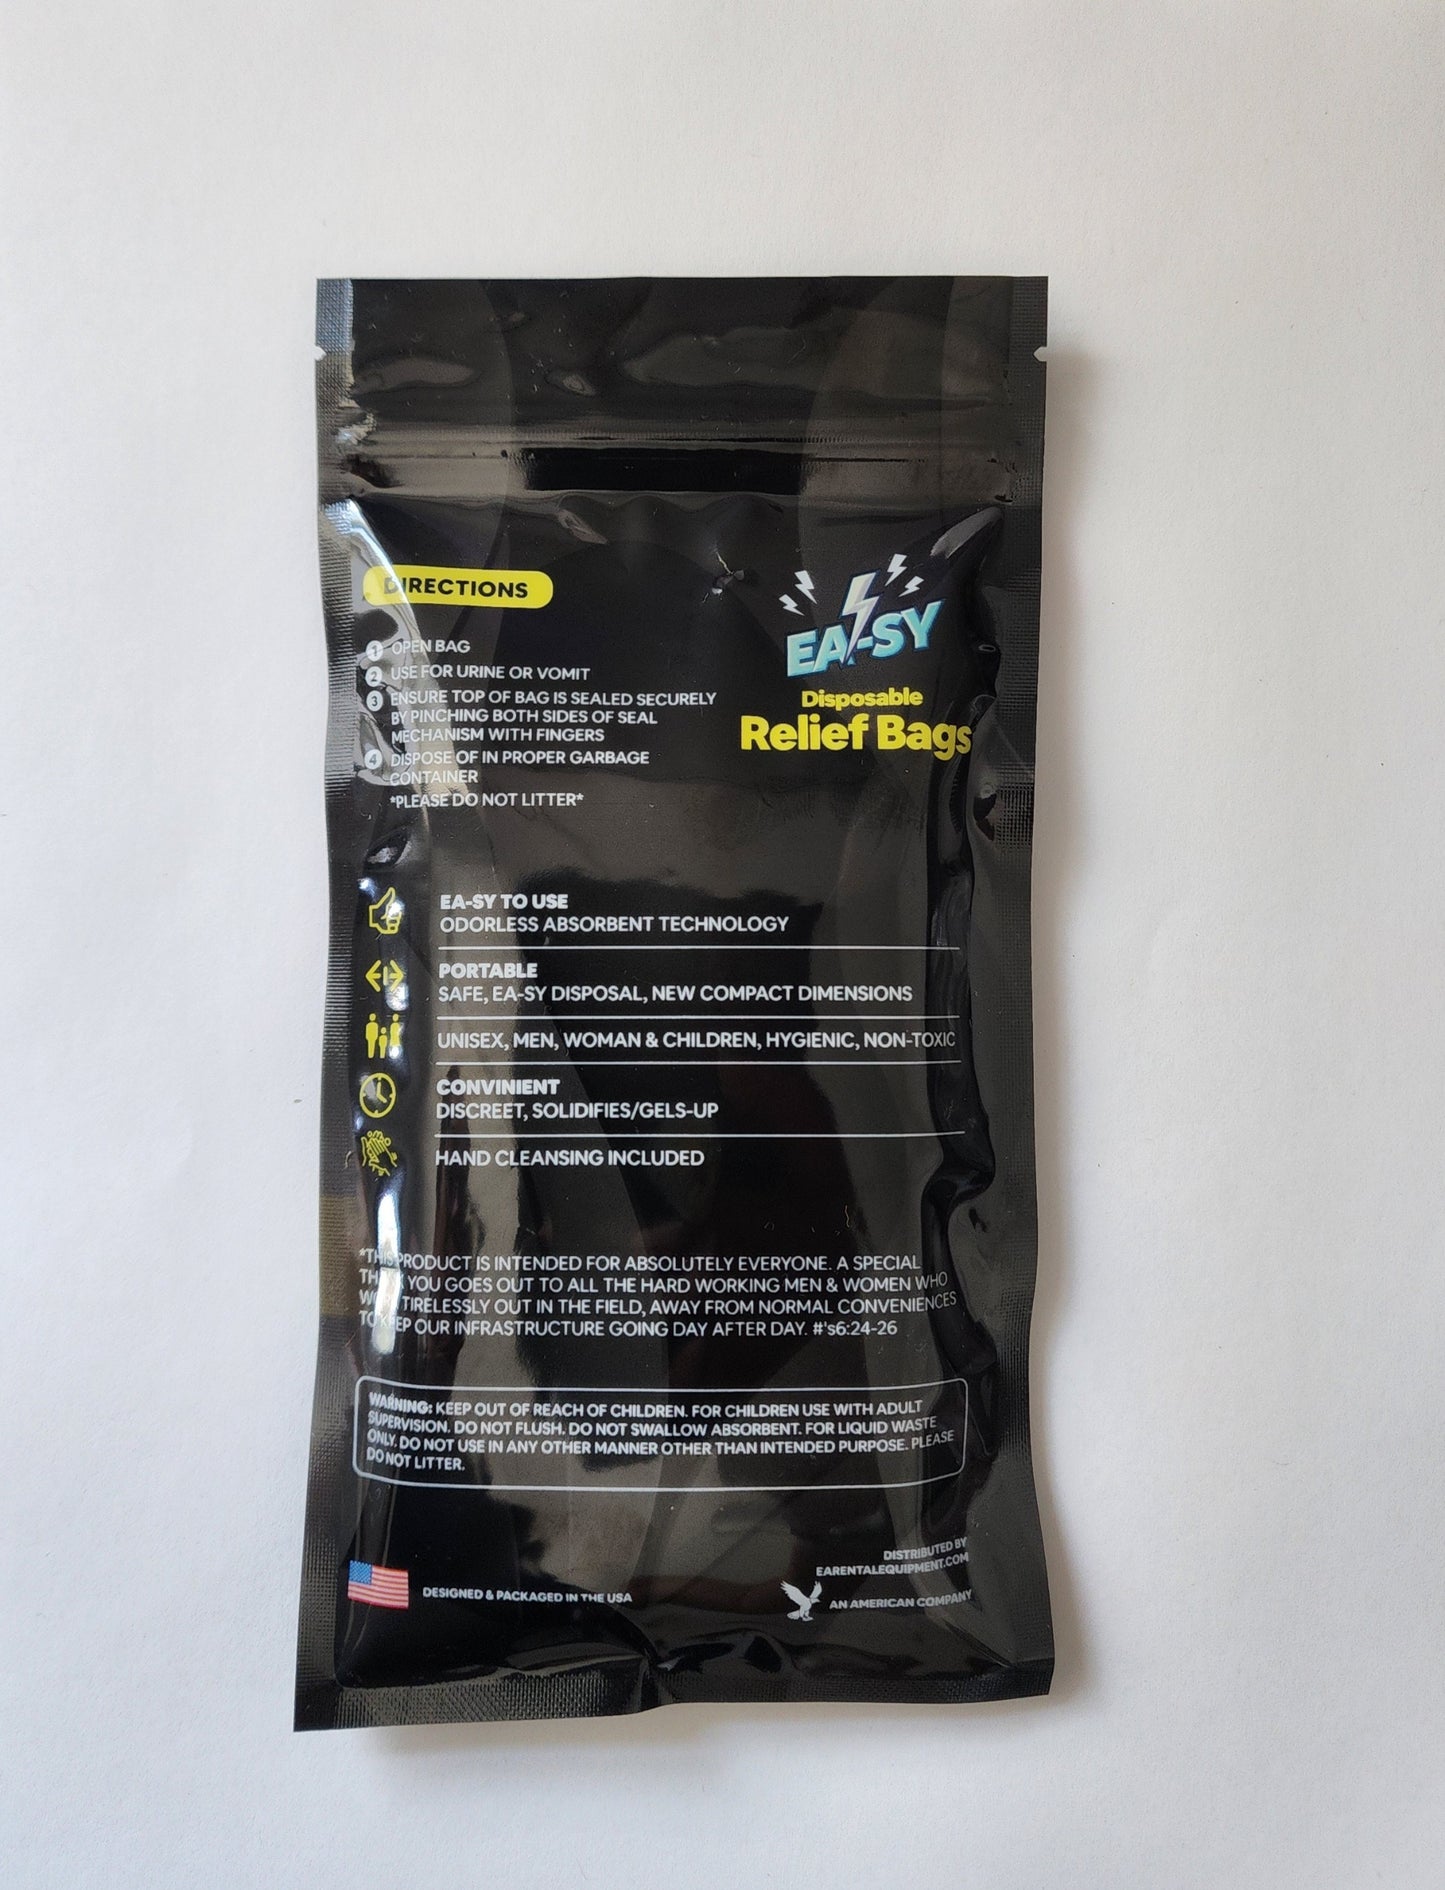 DIRECTIONS
1 OPEN BAG
2 USE FOR URINE OR VOMIT
3 ENSURE TOP OF BAG IS SEALED SECURELY
BY PINCHING BOTH SIDES OF SEAL
MECHANISM WITH FINGERS
4 DISPOSE OF IN PROPER GARBAGE
CONTAINER
*PLEASE DO NOT LITTER*
EA-SY
Disposable
Relief Bags
EA-SY TO USE
ODORLESS ABSORBENT TECHNOLOGY
PORTABLE
SAFE, EA-SY DISPOSAL, NEW COMPACT DIMENSIONS
UNISEX, MEN, WOMAN & CHILDREN, HYGIENIC, NON-TOXIC
CONVINIENT
DISCREET, SOLIDIFIES/GELS-UP
HAND CLEANSING INCLUDED
*THIS PRODUCT IS INTENDED FOR ABSOLUTELY EVERYONE. A SPECIAL
THANK YOU GOES OUT TO ALL THE HARD WORKING MEN & WOMEN WHO
WORK TIRELESSLY OUT IN THE FIELD, AWAY FROM NORMAL CONVENIENCES
TO KEEP OUR INFRASTRUCTURE GOING DAY AFTER DAY. #'s6:24-26
WARNING: KEEP OUT OF REACH OF CHILDREN. FOR CHILDREN USE WITH ADULT
SUPERVISION. DO NOT FLUSH. DO NOT SWALLOW ABSORBENT. FOR LIQUID WASTE
ONLY. DO NOT USE IN ANY OTHER MANNER OTHER THAN INTENDED PURPOSE. PLEASE
DO NOT LITTER.
DESIGNED & PACKAGED IN THE USA
DISTRIBUTED BY
EARENTALEQUIPMENT.COM
AN AMERICAN COMPANY